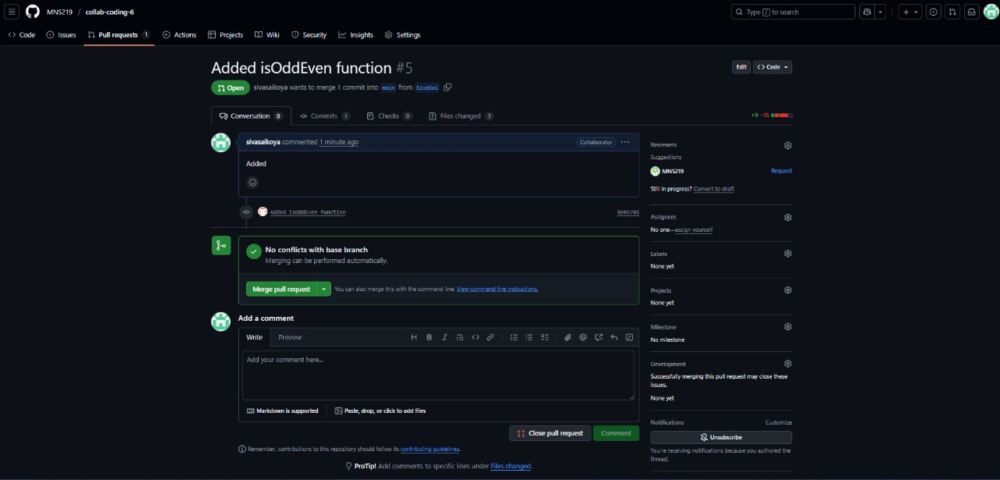 MNS219 / collab-coding-6
Type / to search
Code Issues Pull requests 1 Actions Projects Wiki Security Insights Settings
Added isOddEven function #5
Edit Code
Open sivasaikoya wants to merge 1 commit into main from SivaSai
Conversation 0 Commits 1 Checks 0 Files changed 3
+9 −15
sivasaikoya commented 1 minute ago Collaborator
Added
Added isOddEven function 8e05785
No conflicts with base branch
Merging can be performed automatically.
Merge pull request You can also merge this with the command line. View command line instructions.
Add a comment
Write Preview
Add your comment here...
Markdown is supported Paste, drop, or click to add files
Close pull request Comment
Remember, contributions to this repository should follow its contributing guidelines.
ProTip! Add comments to specific lines under Files changed.
Reviewers
Suggestions
MNS219 Request
Still in progress? Convert to draft
Assignees
No one—assign yourself
Labels
None yet
Projects
None yet
Milestone
No milestone
Development
Successfully merging this pull request may close these
issues.
None yet
Notifications Customize
Unsubscribe
You're receiving notifications because you authored the
thread.